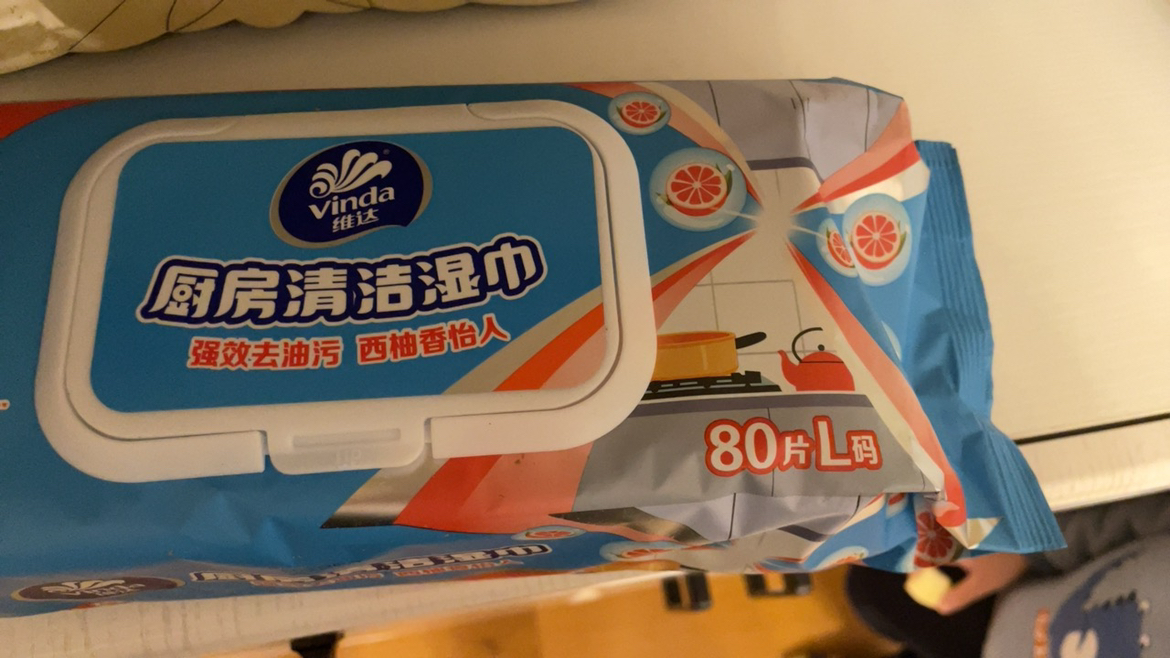 Vinda
维达
厨房清洁湿巾
强效去油污 西柚香怡人
80片L码
UP